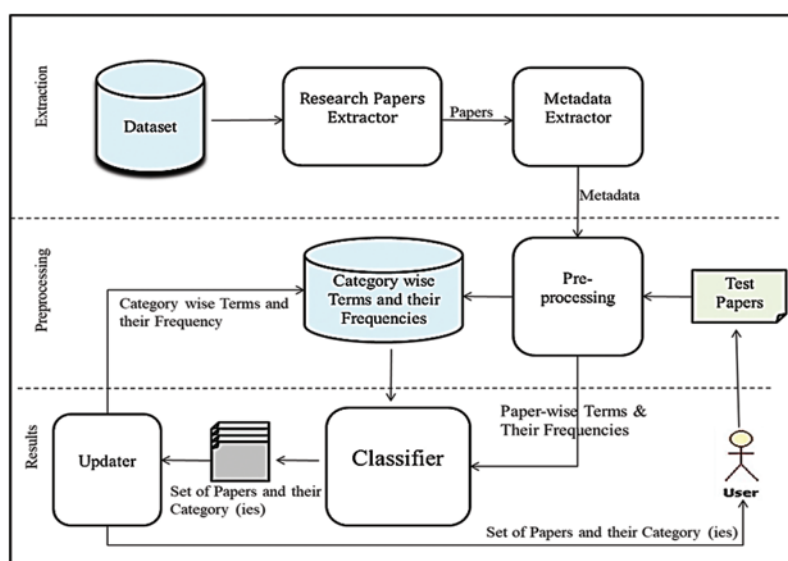 Extraction
Dataset
Research Papers
Extractor
Papers
Metadata
Extractor
Metadata
Preprocessing
Category wise Terms and
their Frequency
Category wise
Terms and their
Frequencies
Pre-
processing
Test
Papers
Results
Updater
Set of Papers and their
Category (ies)
Classifier
Paper-wise Terms &
Their Frequencies
User
Set of Papers and their Category (ies)